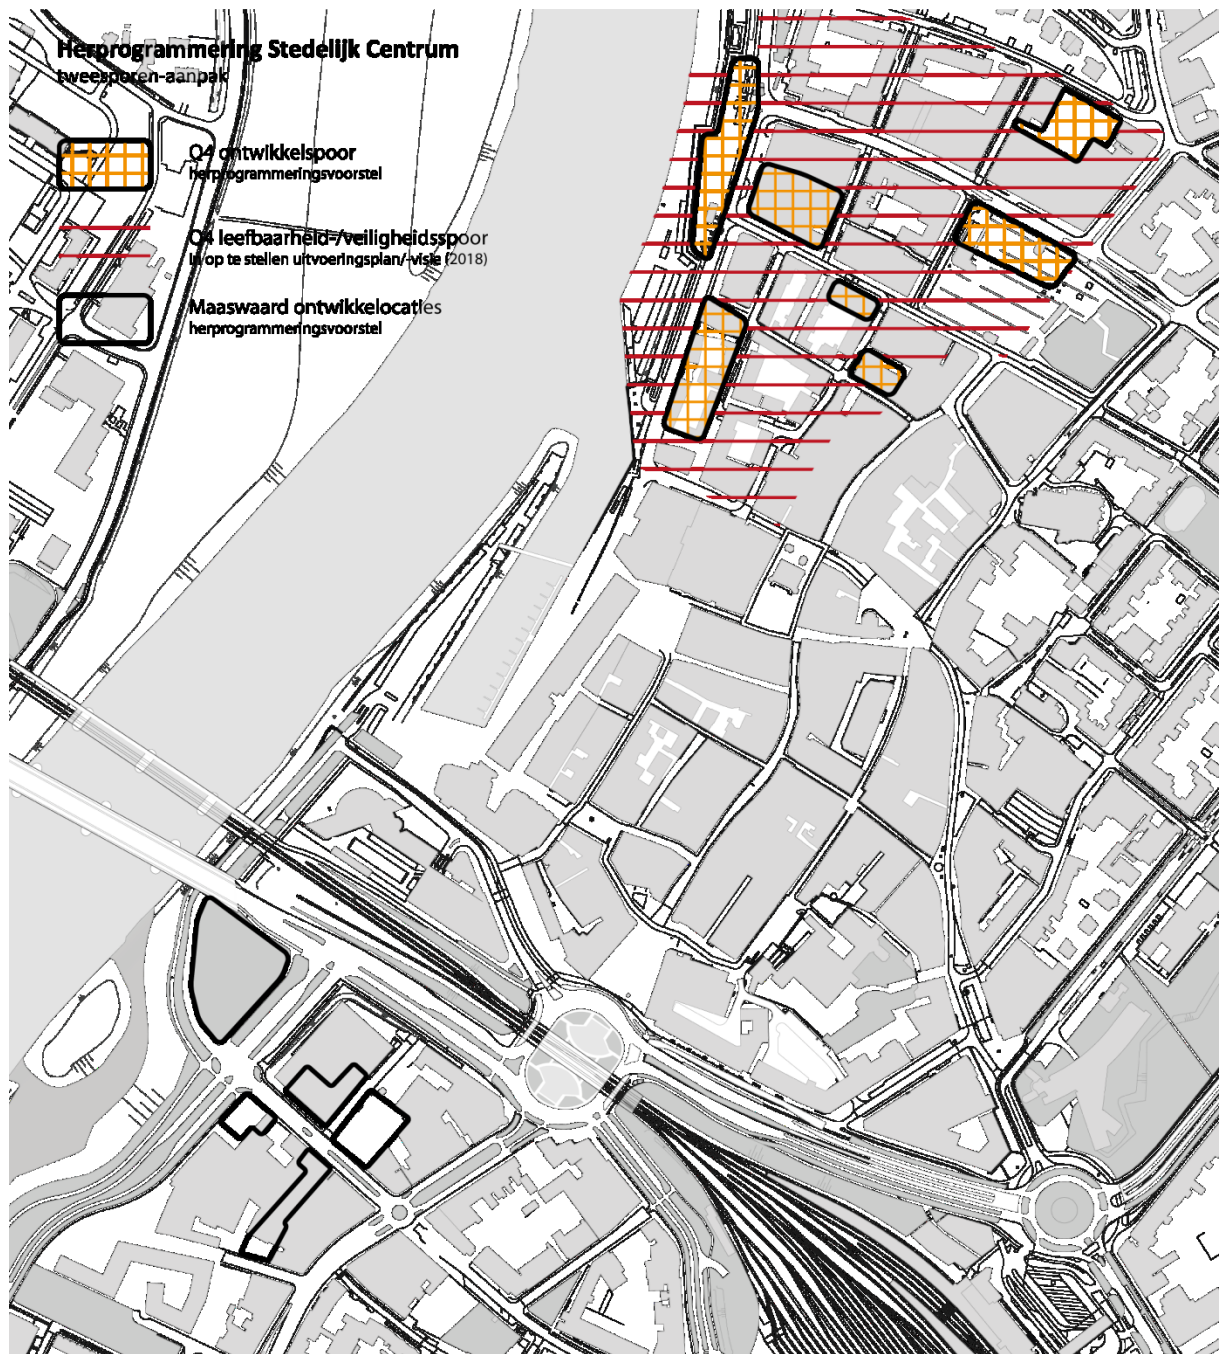 Herprogrammering Stedelijk Centrum
tweesporen-aanpak
Q4 ontwikkelspoor
herprogrammeringsvoorstel
Q4 leefbaarheid-/veiligheidsspoor
in op te stellen uitvoeringsplan/-visie (2018)
Maaswaard ontwikkelocaties
herprogrammeringsvoorstel